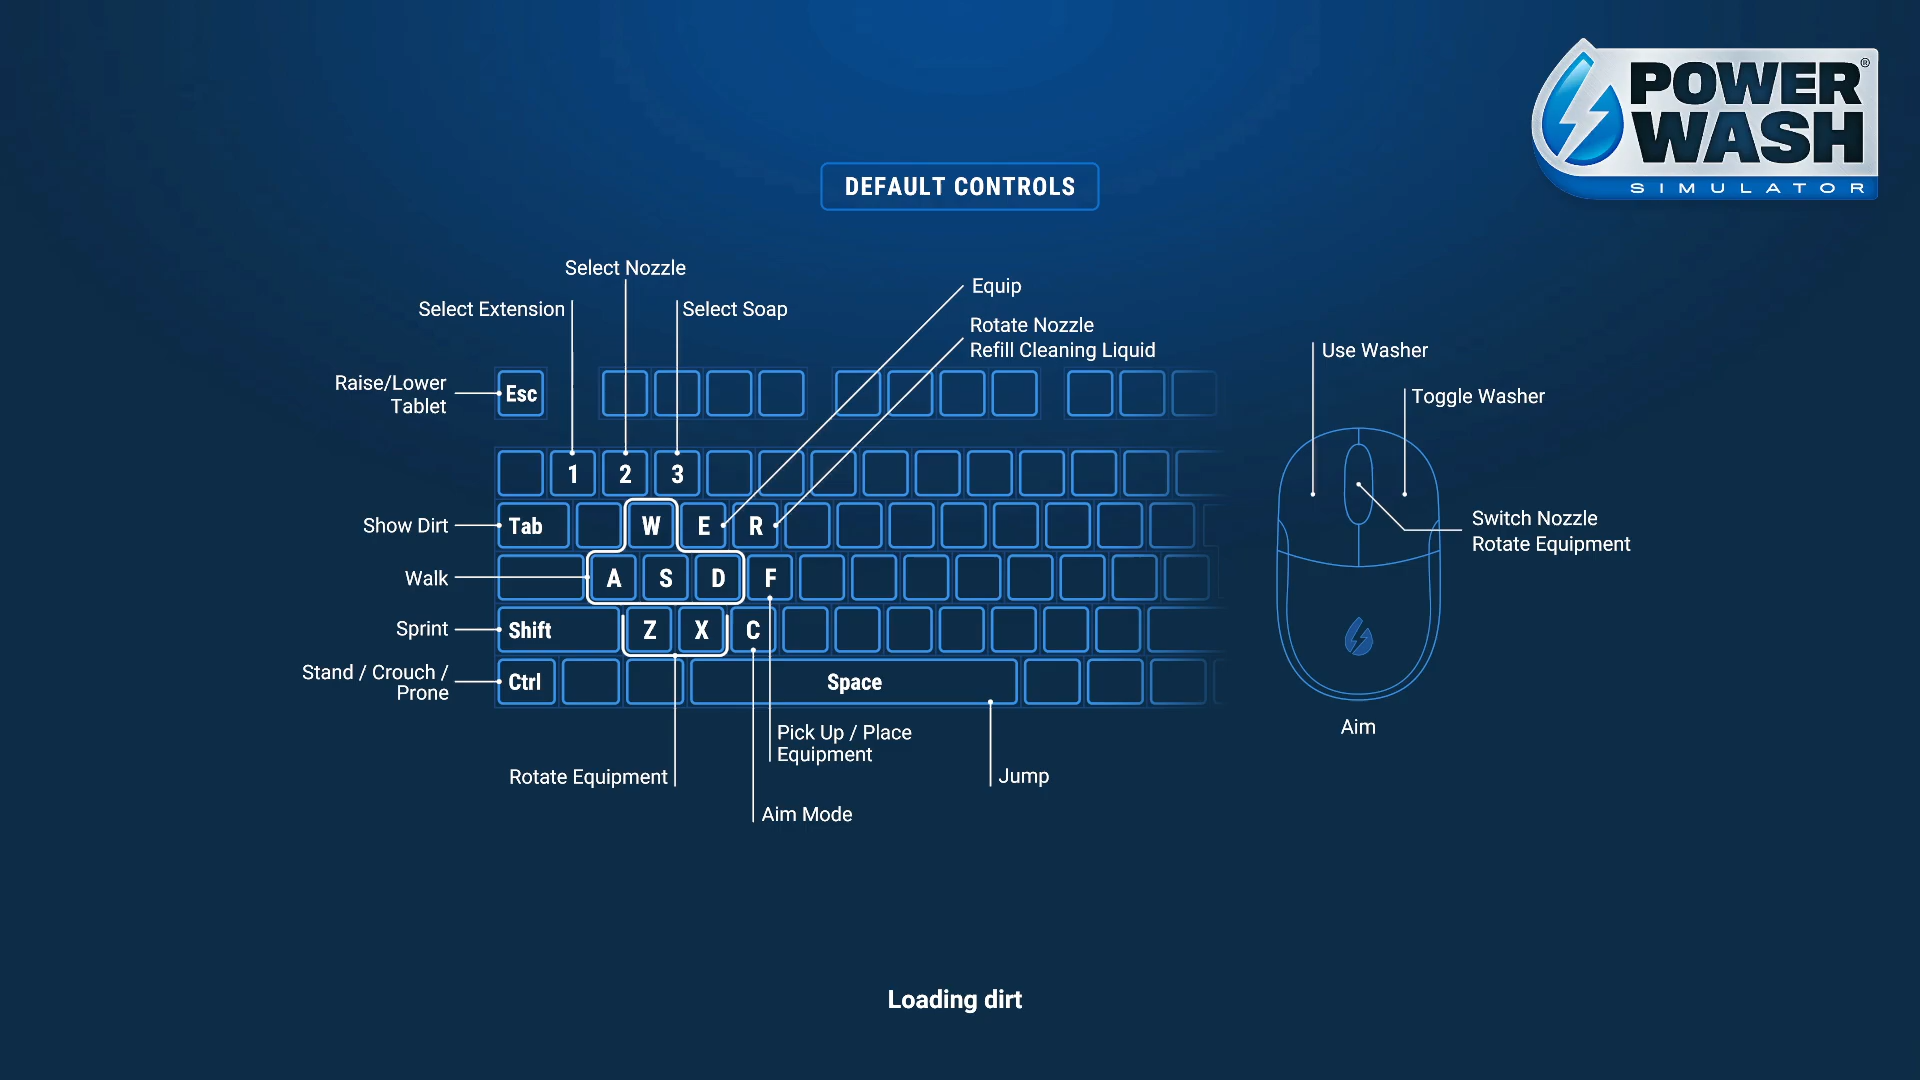 POWER®
WASH
SIMULATOR
DEFAULT CONTROLS
Select Nozzle
Select Extension
Select Soap
Equip
Rotate Nozzle
Refill Cleaning Liquid
Use Washer
Toggle Washer
Raise/Lower
Tablet
Esc
1 2 3
Show Dirt
Tab W E R
Switch Nozzle
Rotate Equipment
Walk
A S D F
Sprint
Shift Z X C
Stand / Crouch /
Prone
Ctrl Space
Pick Up / Place
Equipment
Aim
Rotate Equipment
Jump
Aim Mode
Loading dirt